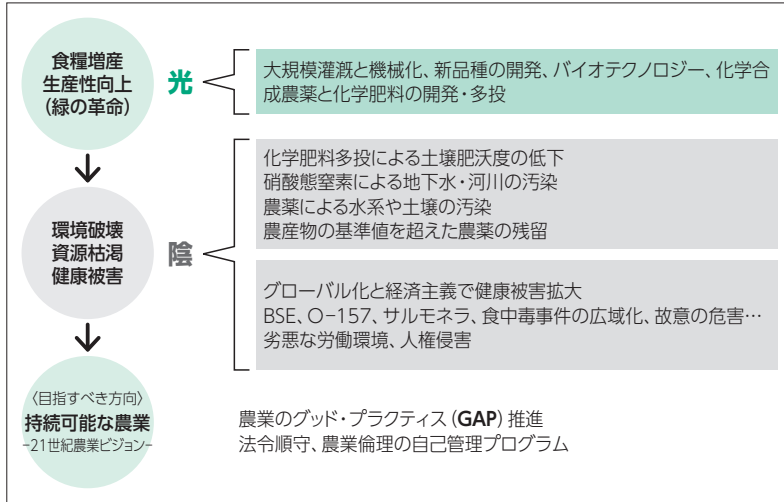 食糧増産
生産性向上
(緑の革命)
光
大規模灌漑と機械化、新品種の開発、バイオテクノロジー、化学合
成農薬と化学肥料の開発・多投
環境破壊
資源枯渇
健康被害
陰
化学肥料多投による土壌肥沃度の低下
硝酸態窒素による地下水・河川の汚染
農薬による水系や土壌の汚染
農産物の基準値を超えた農薬の残留
グローバル化と経済主義で健康被害拡大
BSE、O−157、サルモネラ、食中毒事件の広域化、故意の危害…
劣悪な労働環境、人権侵害
〈目指すべき方向〉
持続可能な農業
−21世紀農業ビジョン−
農業のグッド・プラクティス(GAP)推進
法令順守、農業倫理の自己管理プログラム